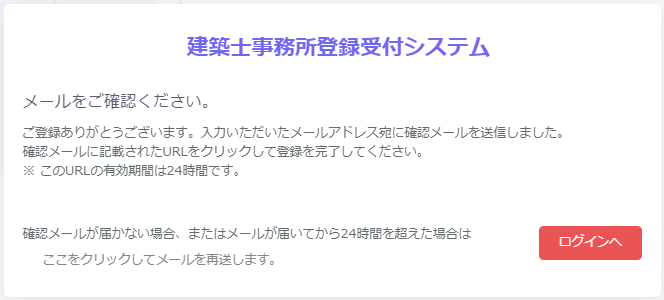 建築士事務所登録受付システム
メールをご確認ください。
ご登録ありがとうございます。入力いただいたメールアドレス宛に確認メールを送信しました。
確認メールに記載されたURLをクリックして登録を完了してください。
※ このURLの有効期間は24時間です。
確認メールが届かない場合、またはメールが届いてから24時間を超えた場合は
ここをクリックしてメールを再送します。
ログインへ